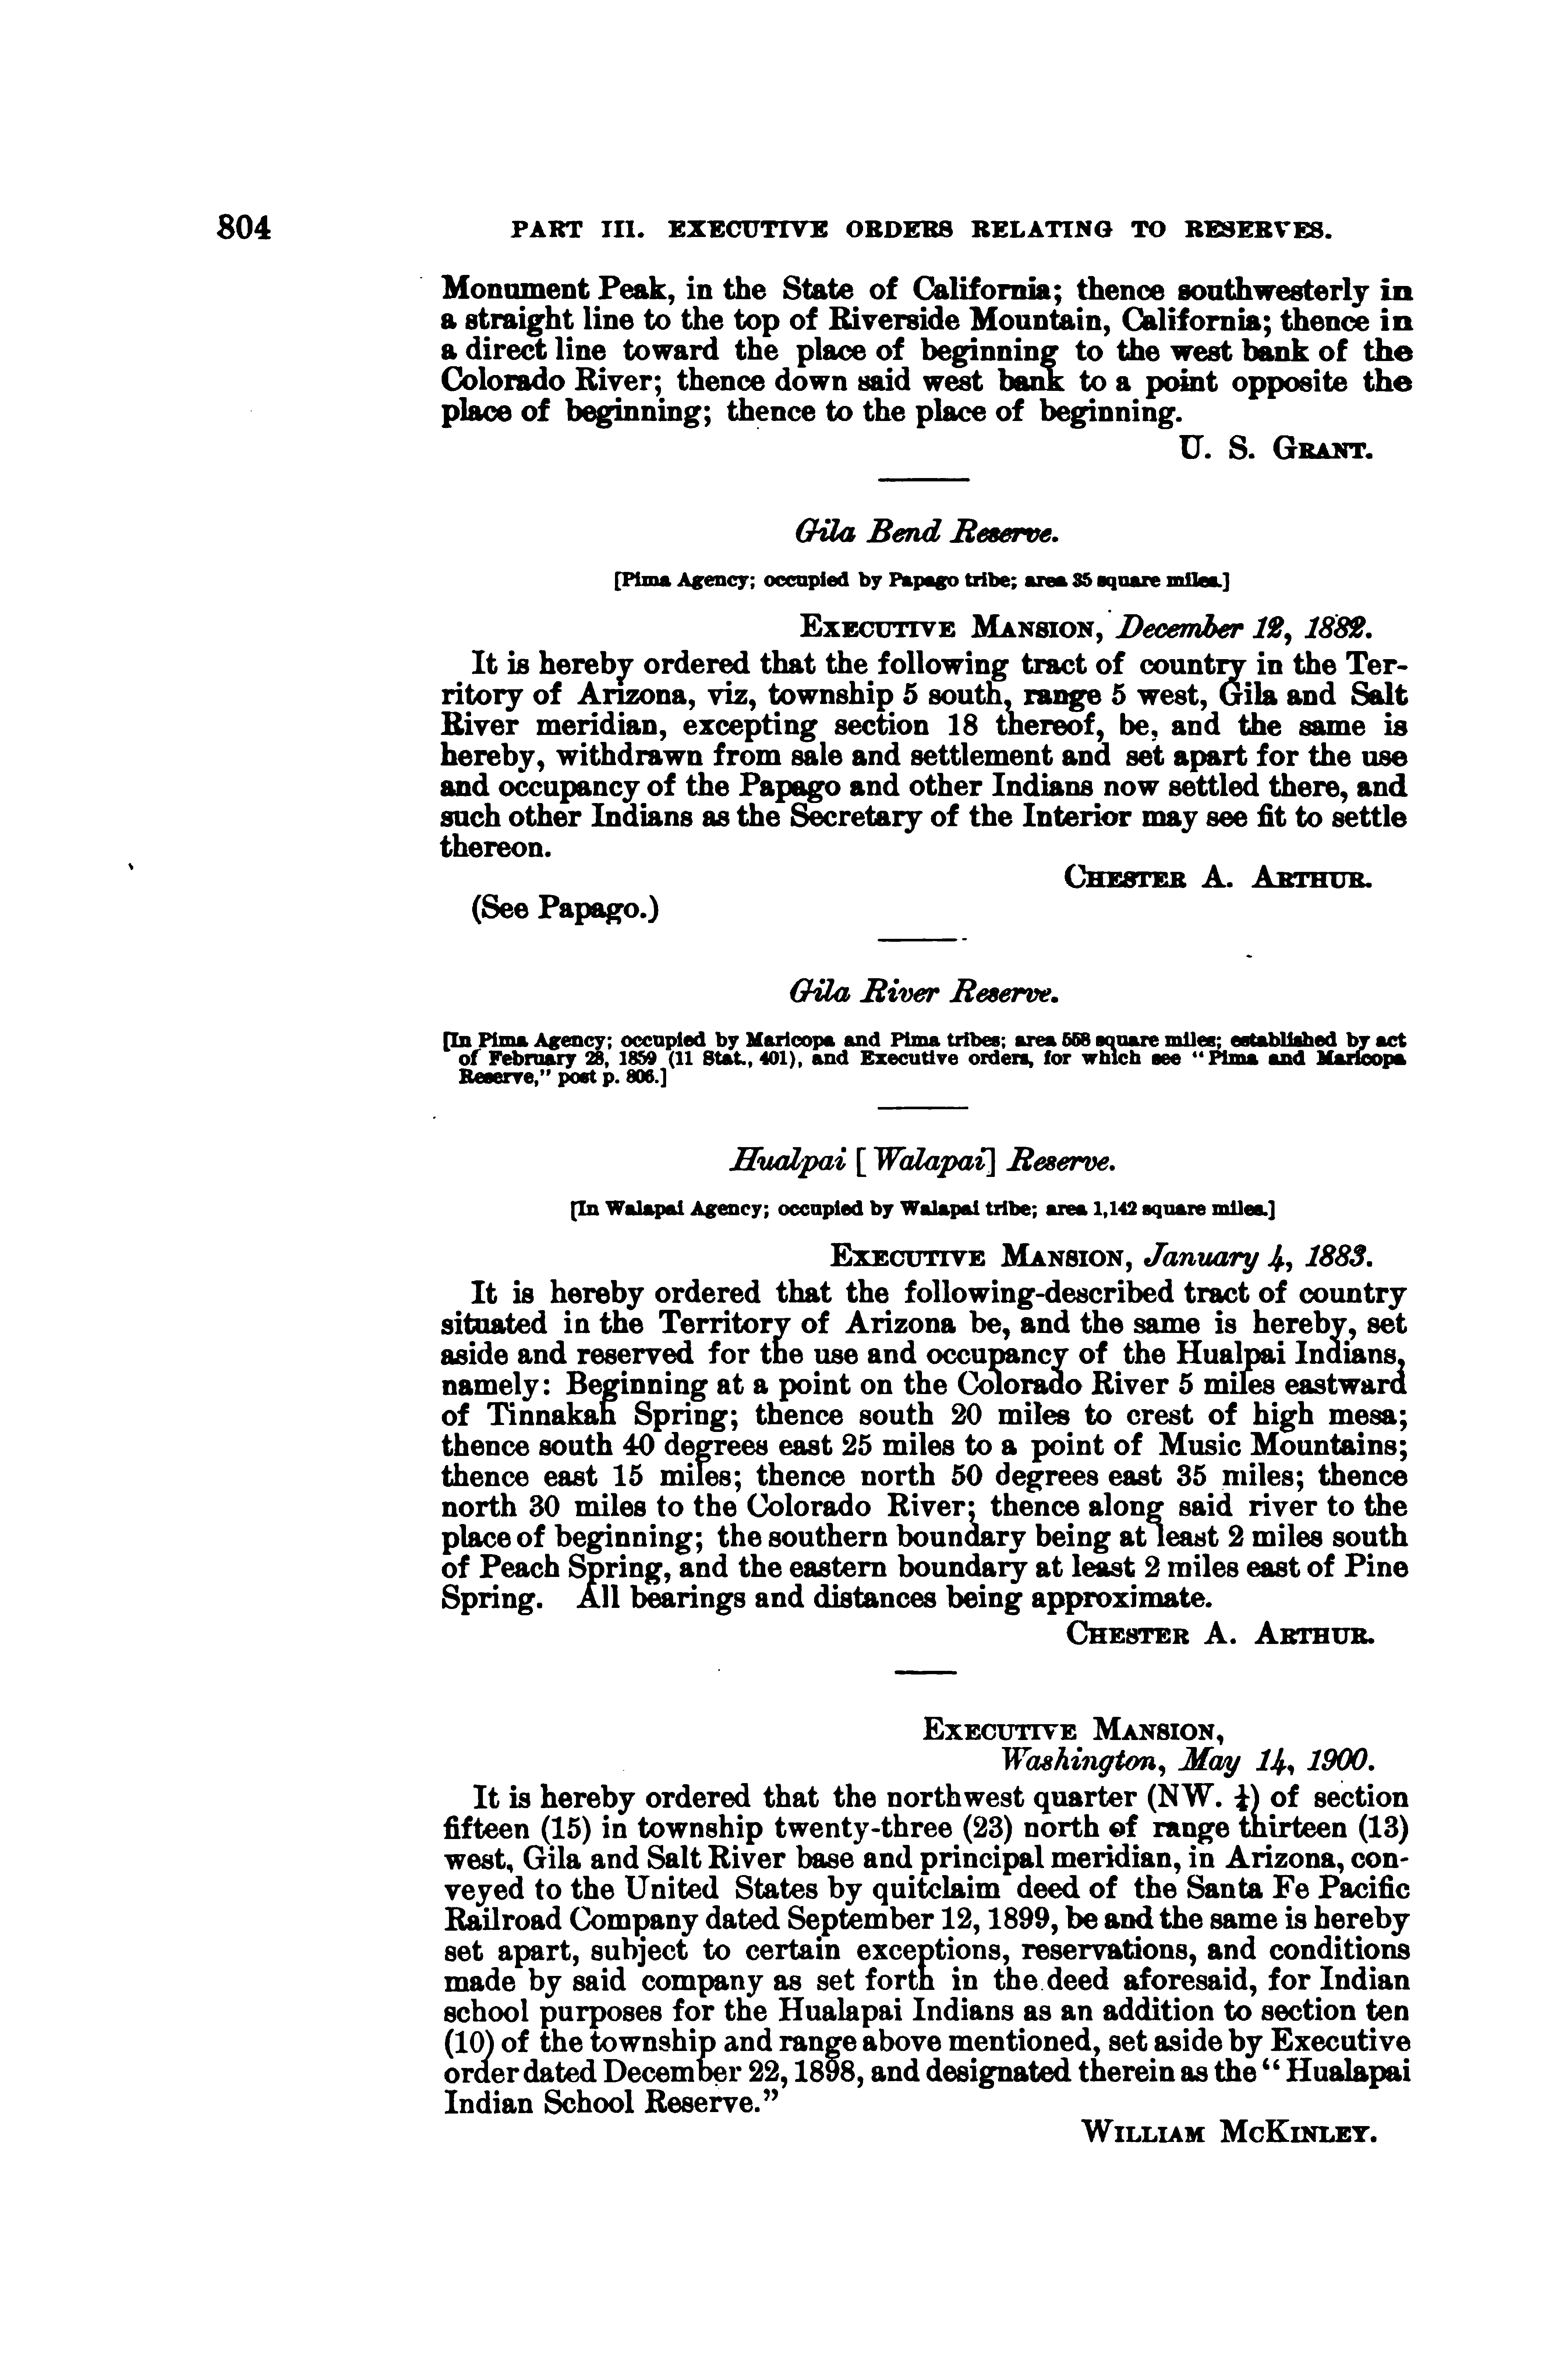 804 PART III. EXECUTIVE ORDERS RELATING TO RESERVES.
Monument Peak, in the State of California; thence southwesterly in
a straight line to the top of Riverside Mountain, California; thence in
a direct line toward the place of beginning to the west bank of the
Colorado River; thence down said west bank to a point opposite the
place of beginning; thence to the place of beginning.
U. S. GRANT.
Gila Bend Reserve.
[Pima Agency; occupied by Papago tribe; area 35 square miles.]
EXECUTIVE MANSION, December 12, 1882.
It is hereby ordered that the following tract of country in the Ter-
ritory of Arizona, viz, township 5 south, range 5 west, Gila and Salt
River meridian, excepting section 18 thereof, be, and the same is
hereby, withdrawn from sale and settlement and set apart for the use
and occupancy of the Papago and other Indians now settled there, and
such other Indians as the Secretary of the Interior may see fit to settle
thereon.
CHESTER A. ARTHUR.
(See Papago.)
Gila River Reserve.
[In Pima Agency; occupied by Maricopa and Pima tribes; area 558 square miles; established by act
of February 28, 1859 (11 Stat., 401), and Executive orders, for which see "Pima and Maricopa
Reserve," post p. 806.]
Hualpai [Walapai] Reserve.
[In Walapai Agency; occupied by Walapai tribe; area 1,142 square miles.]
EXECUTIVE MANSION, January 4, 1883.
It is hereby ordered that the following-described tract of country
situated in the Territory of Arizona be, and the same is hereby, set
aside and reserved for the use and occupancy of the Hualpai Indians,
namely: Beginning at a point on the Colorado River 5 miles eastward
of Tinnakah Spring; thence south 20 miles to crest of high mesa;
thence south 40 degrees east 25 miles to a point of Music Mountains;
thence east 15 miles; thence north 50 degrees east 35 miles; thence
north 30 miles to the Colorado River; thence along said river to the
place of beginning; the southern boundary being at least 2 miles south
of Peach Spring, and the eastern boundary at least 2 miles east of Pine
Spring. All bearings and distances being approximate.
CHESTER A. ARTHUR.
EXECUTIVE MANSION,
Washington, May 14, 1900.
It is hereby ordered that the northwest quarter (NW. ¼) of section
fifteen (15) in township twenty-three (23) north of range thirteen (13)
west, Gila and Salt River base and principal meridian, in Arizona, con-
veyed to the United States by quitclaim deed of the Santa Fe Pacific
Railroad Company dated September 12, 1899, be and the same is hereby
set apart, subject to certain exceptions, reservations, and conditions
made by said company as set forth in the deed aforesaid, for Indian
school purposes for the Hualapai Indians as an addition to section ten
(10) of the township and range above mentioned, set aside by Executive
order dated December 22, 1898, and designated therein as the "Hualapai
Indian School Reserve."
WILLIAM MCKINLEY.